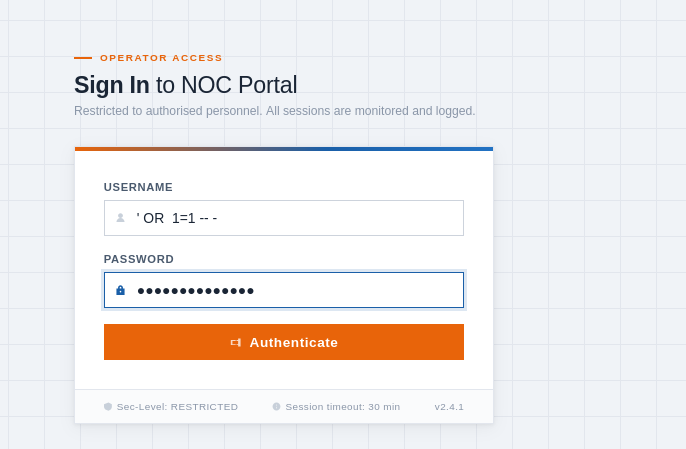 OPERATOR ACCESS
Sign In to NOC Portal
Restricted to authorised personnel. All sessions are monitored and logged.
USERNAME
' OR  1=1 -- -
PASSWORD
●●●●●●●●●●●●●●
Authenticate
Sec-Level: RESTRICTED Session timeout: 30 min v2.4.1